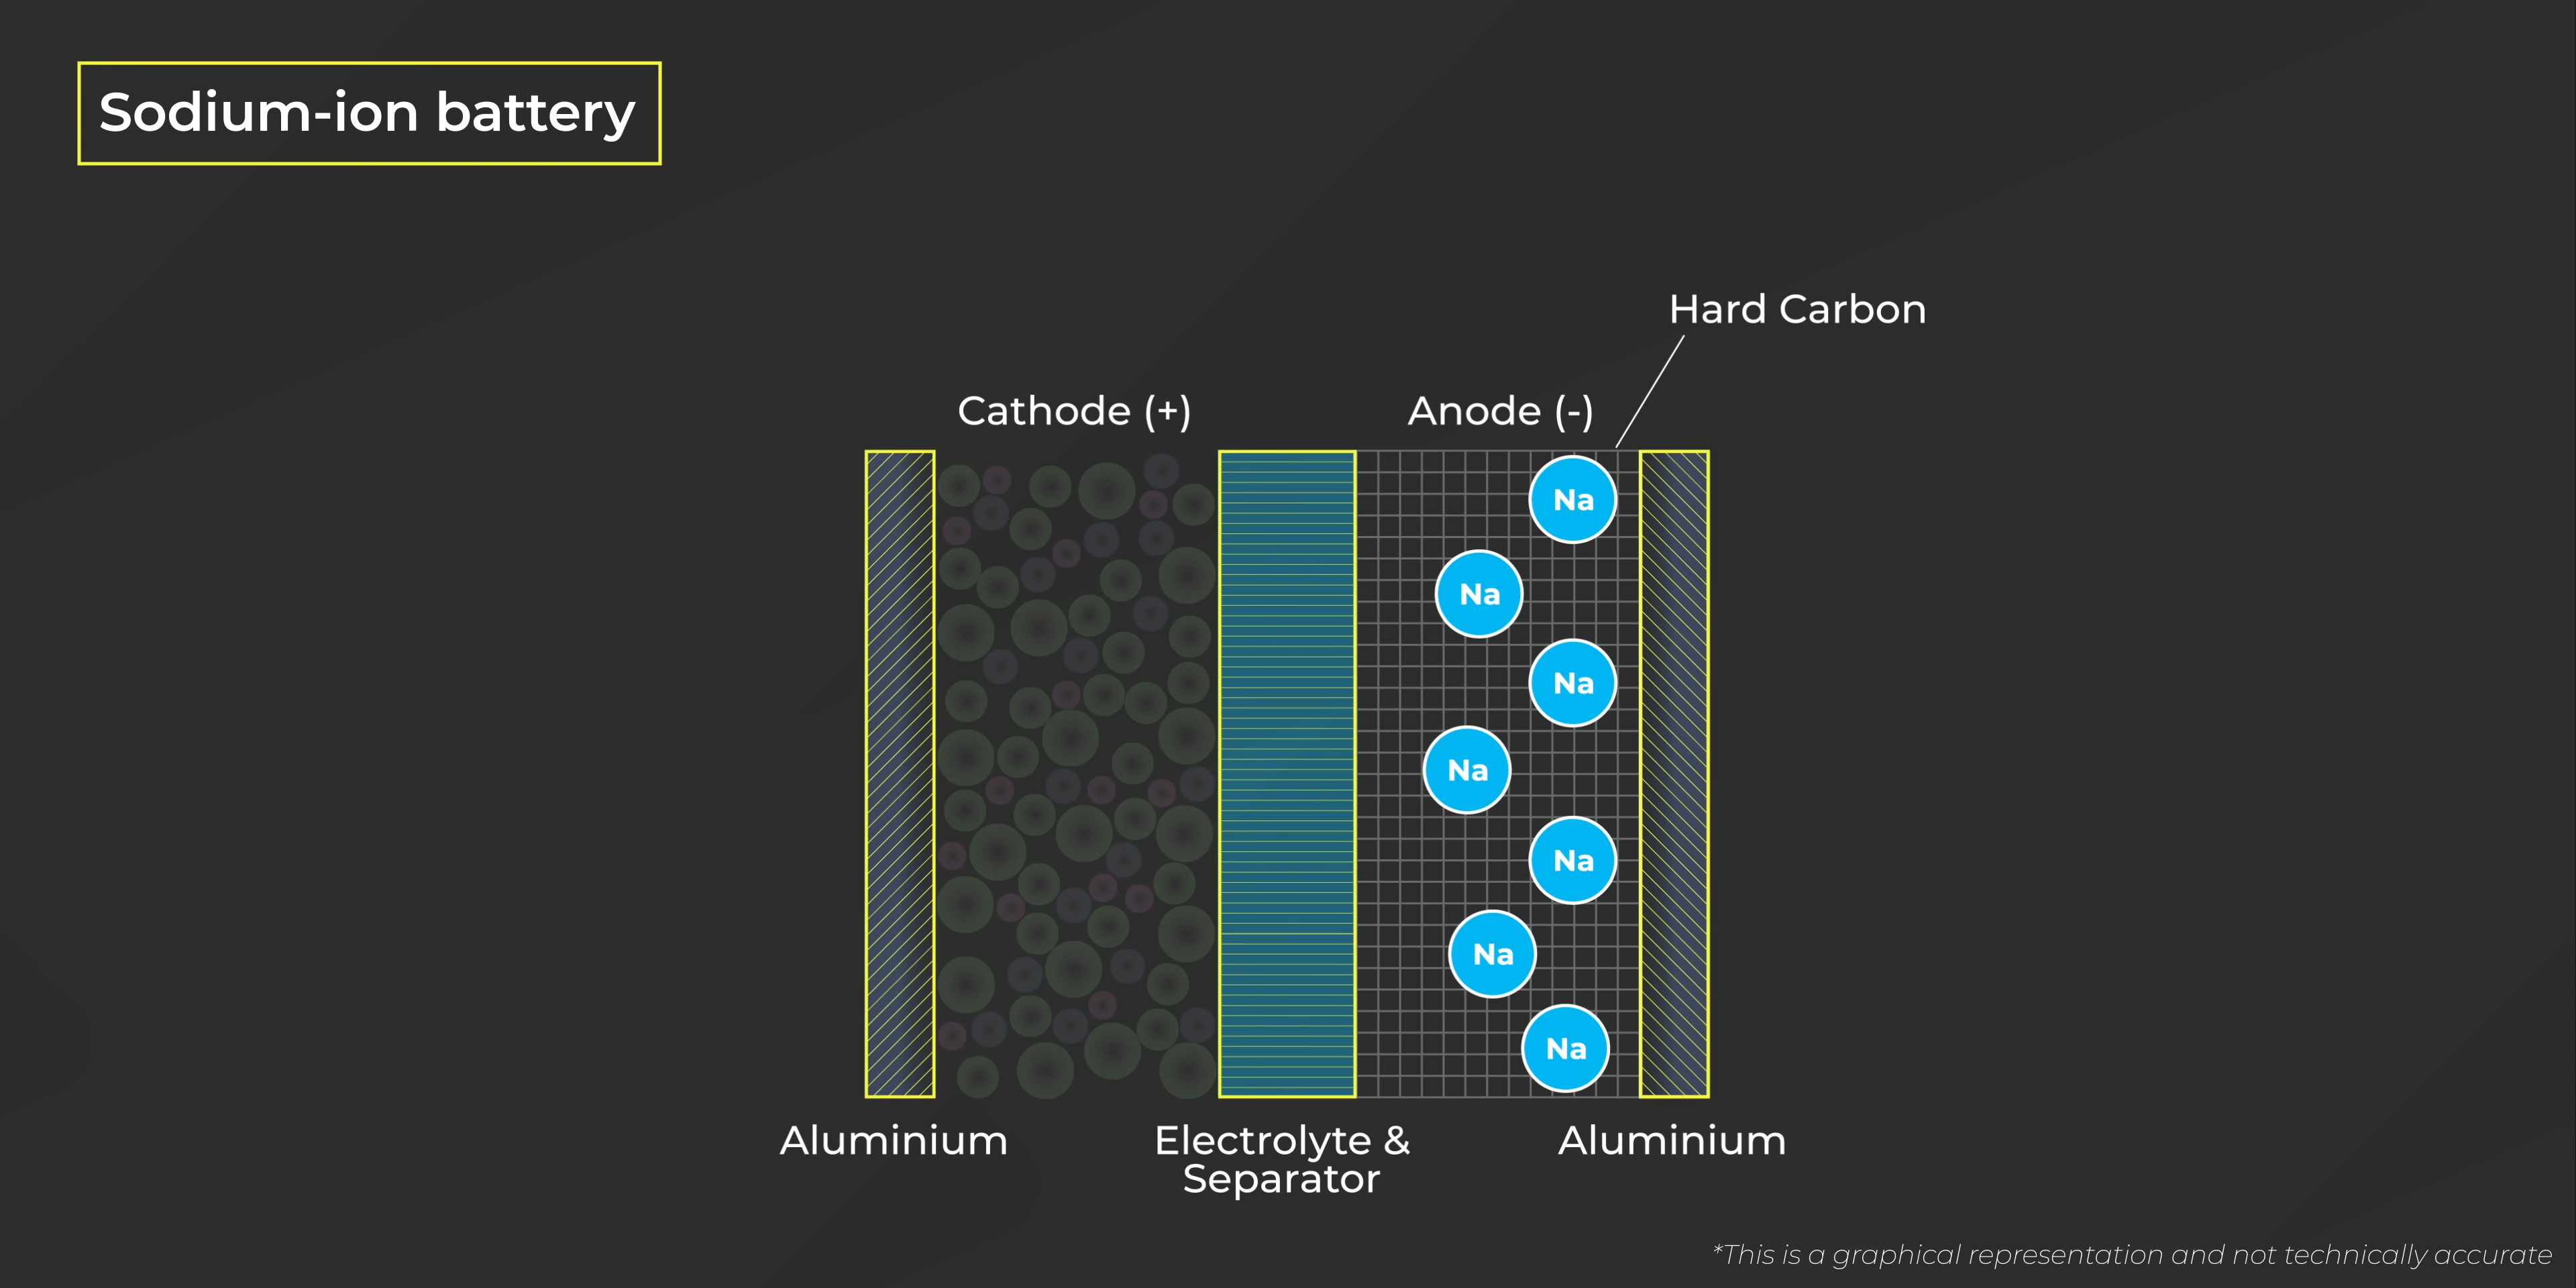 Sodium-ion battery
Hard Carbon
Cathode (+)
Anode (-)
Na
Na
Na
Na
Na
Na
Na
Aluminium
Electrolyte &
Separator
Aluminium
*This is a graphical representation and not technically accurate